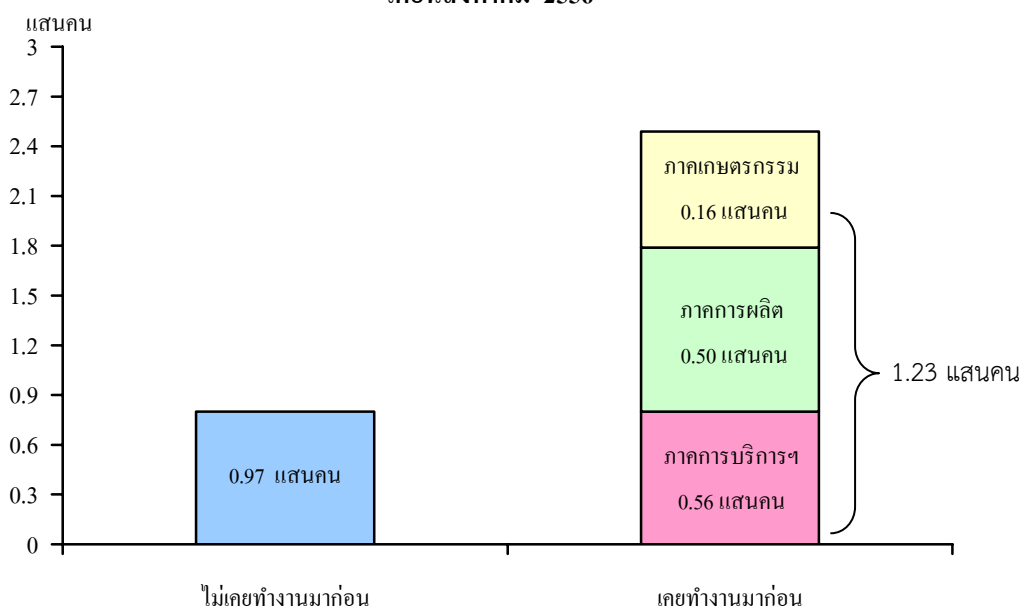 แสนคน
3
2.7
2.4
2.1
1.8
1.5
1.2
0.9
0.6
0.3
0
0.97 แสนคน
ภาคเกษตรกรรม
0.16 แสนคน
ภาคการผลิต
0.50 แสนคน
ภาคการบริการฯ
0.56 แสนคน
1.23 แสนคน
ไม่เคยทำงานมาก่อน
เคยทำงานมาก่อน